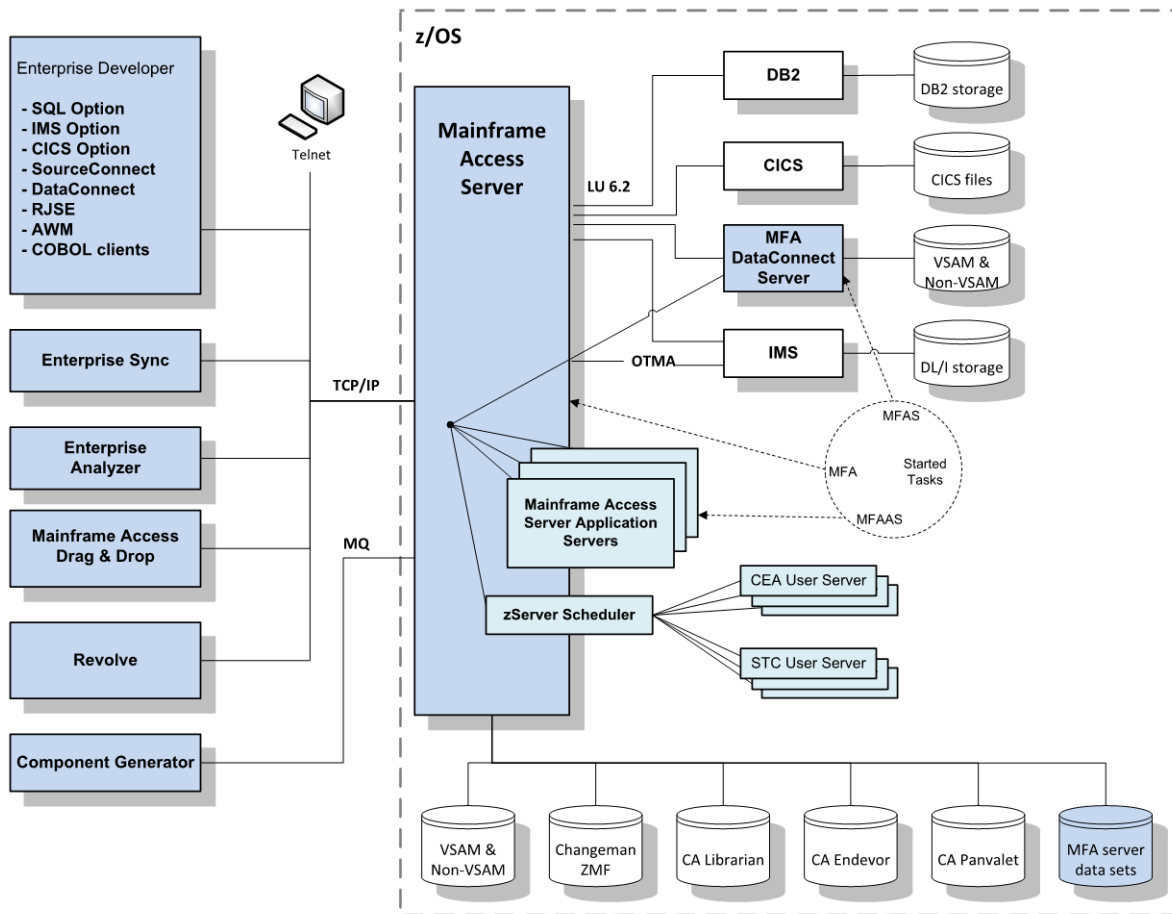 z/OS
Enterprise Developer
- SQL Option
- IMS Option
- CICS Option
- SourceConnect
- DataConnect
- RJSE
- AWM
- COBOL clients
Telnet
Enterprise Sync
Enterprise
Analyzer
Mainframe Access
Drag & Drop
Revolve
Component Generator
TCP/IP
MQ
Mainframe
Access
Server
LU 6.2
OTMA
DB2
DB2 storage
CICS
CICS files
MFA
DataConnect
Server
VSAM &
Non-VSAM
IMS
DL/I storage
MFAS
MFA
Started
Tasks
MFAAS
Mainframe Access
Server Application
Servers
zServer Scheduler
CEA User Server
STC User Server
VSAM &
Non-VSAM
Changeman
ZMF
CA Librarian
CA Endevor
CA Panvalet
MFA server
data sets